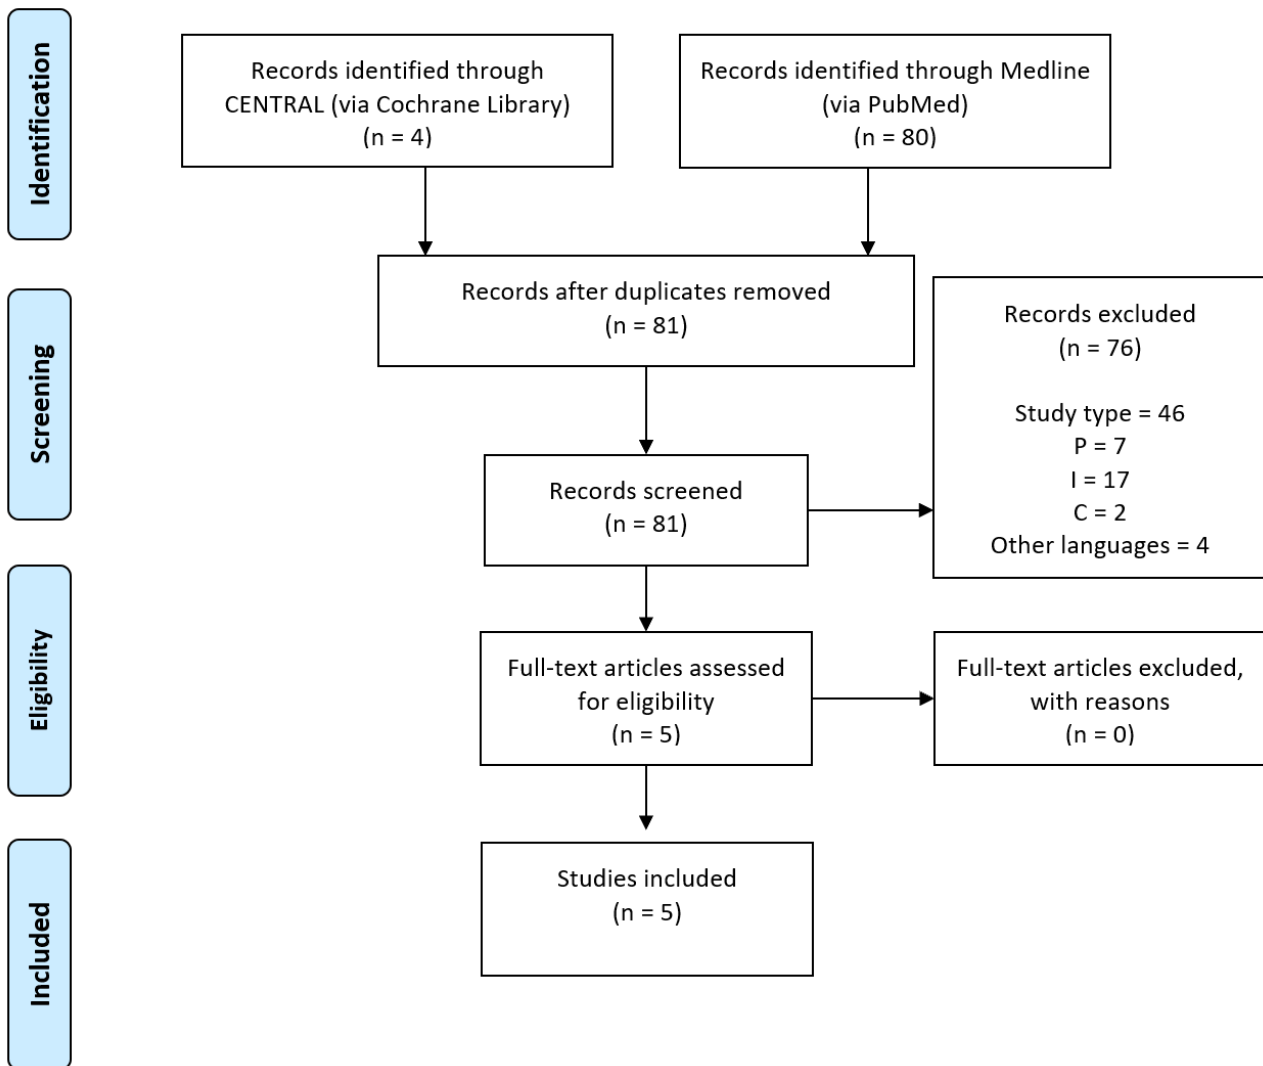 Identification
Records identified through
CENTRAL (via Cochrane Library)
(n = 4)
Records identified through Medline
(via PubMed)
(n = 80)
Screening
Records after duplicates removed
(n = 81)
Records excluded
(n = 76)
Study type = 46
P = 7
I = 17
C = 2
Other languages = 4
Records screened
(n = 81)
Eligibility
Full-text articles assessed
for eligibility
(n = 5)
Full-text articles excluded,
with reasons
(n = 0)
Included
Studies included
(n = 5)